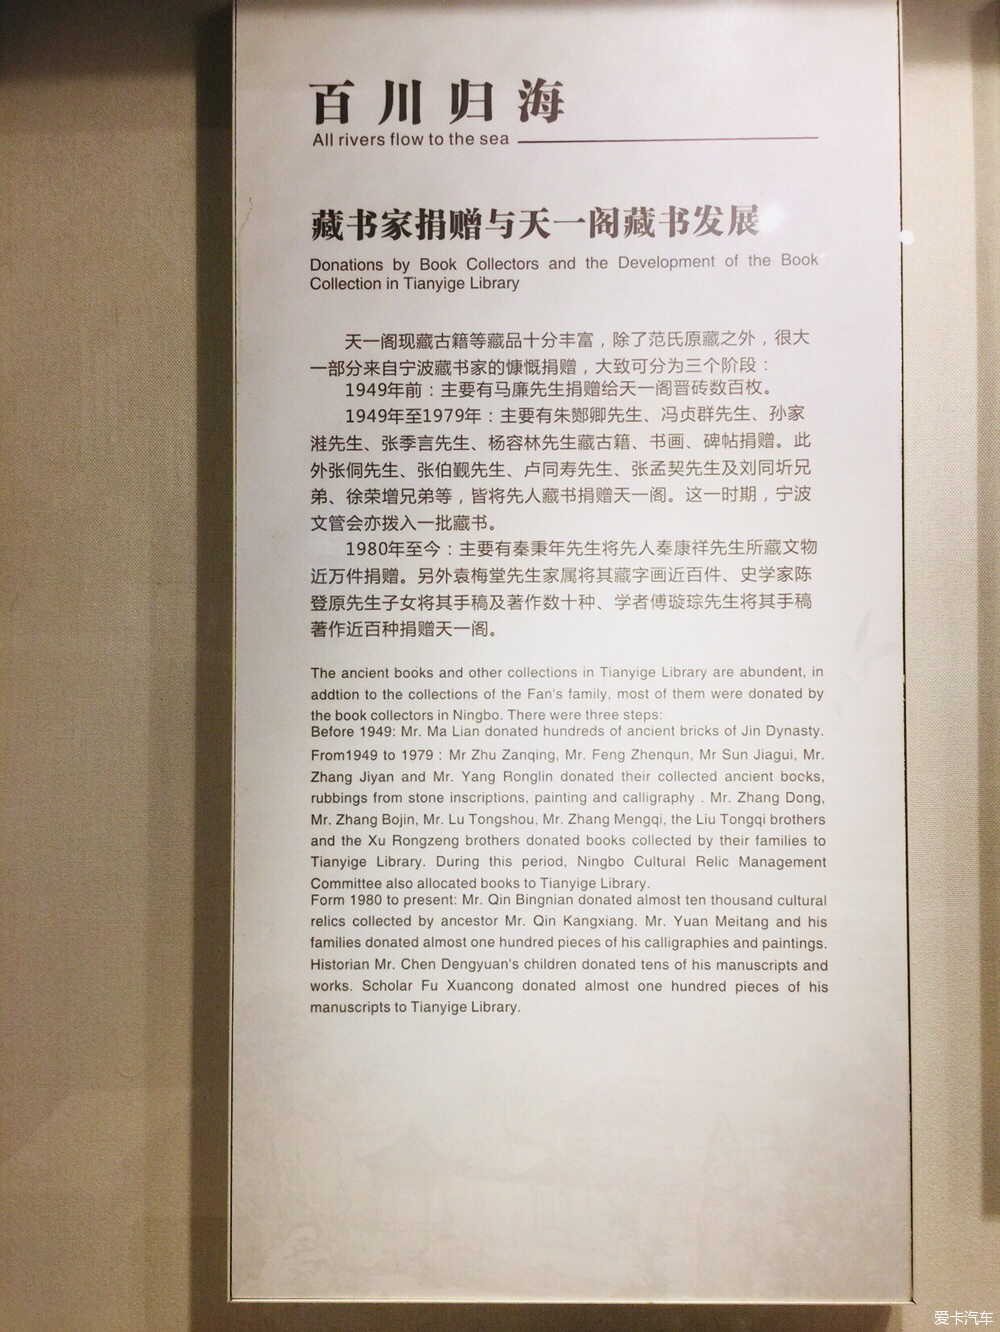 百川归海
All rivers flow to the sea
藏书家捐赠与天一阁藏书发展
Donations by Book Collectors and the Development of the Book
Collection in Tianyige Library
天一阁现藏古籍等藏品十分丰富，除了范氏原藏之外，很大
一部分来自宁波藏书家的慷慨捐赠，大致可分为三个阶段：
1949年前：主要有马廉先生捐赠给天一阁晋砖数百枚。
1949年至1979年：主要有朱酂卿先生、冯贞群先生、孙家
溎先生、张季言先生、杨容林先生藏古籍、书画、碑帖捐赠。此
外张侗先生、张伯觐先生、卢同寿先生、张孟契先生及刘同圻兄
弟、徐荣增兄弟等，皆将先人藏书捐赠天一阁。这一时期，宁波
文管会亦拨入一批藏书。
1980年至今：主要有秦秉年先生将先人秦康祥先生所藏文物
近万件捐赠。另外袁梅堂先生家属将其藏字画近百件、史学家陈
登原先生子女将其手稿及著作数十种、学者傅璇琮先生将其手稿
著作近百种捐赠天一阁。
The ancient books and other collections in Tianyige Library are abundent, in
addtion to the collections of the Fan's family, most of them were donated by
the book collectors in Ningbo. There were three steps:
Before 1949: Mr. Ma Lian donated hundreds of ancient bricks of Jin Dynasty.
From1949 to 1979 : Mr Zhu Zanqing, Mr. Feng Zhenqun, Mr Sun Jiagui, Mr.
Zhang Jiyan and Mr. Yang Ronglin donated their collected ancient books,
rubbings from stone inscriptions, painting and calligraphy . Mr. Zhang Dong,
Mr. Zhang Bojin, Mr. Lu Tongshou, Mr. Zhang Mengqi, the Liu Tongqi brothers
and the Xu Rongzeng brothers donated books collected by their families to
Tianyige Library. During this period, Ningbo Cultural Relic Management
Committee also allocated books to Tianyige Library.
Form 1980 to present: Mr. Qin Bingnian donated almost ten thousand cultural
relics collected by ancestor Mr. Qin Kangxiang. Mr. Yuan Meitang and his
families donated almost one hundred pieces of his calligraphies and paintings.
Historian Mr. Chen Dengyuan's children donated tens of his manuscripts and
works. Scholar Fu Xuancong donated almost one hundred pieces of his
manuscripts to Tianyige Library.
爱卡汽车